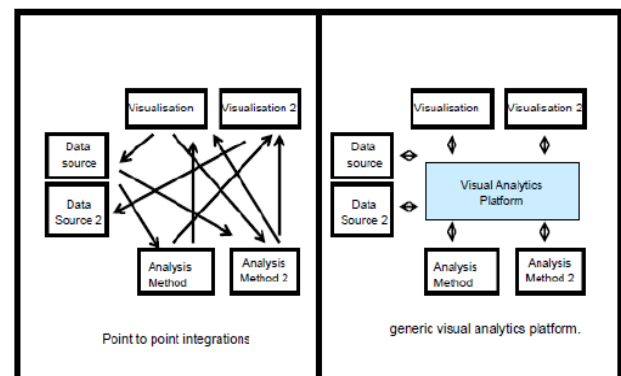 Visualisation
Visualisation 2
Data
source
Data
Source 2
Analysis
Method
Analysis
Method 2
Point to point integrations
Visualisation
Visualisation 2
Data
source
Data
Source 2
Visual Analytics
Platform
Analysis
Method
Analysis
Method 2
generic visual analytics platform.